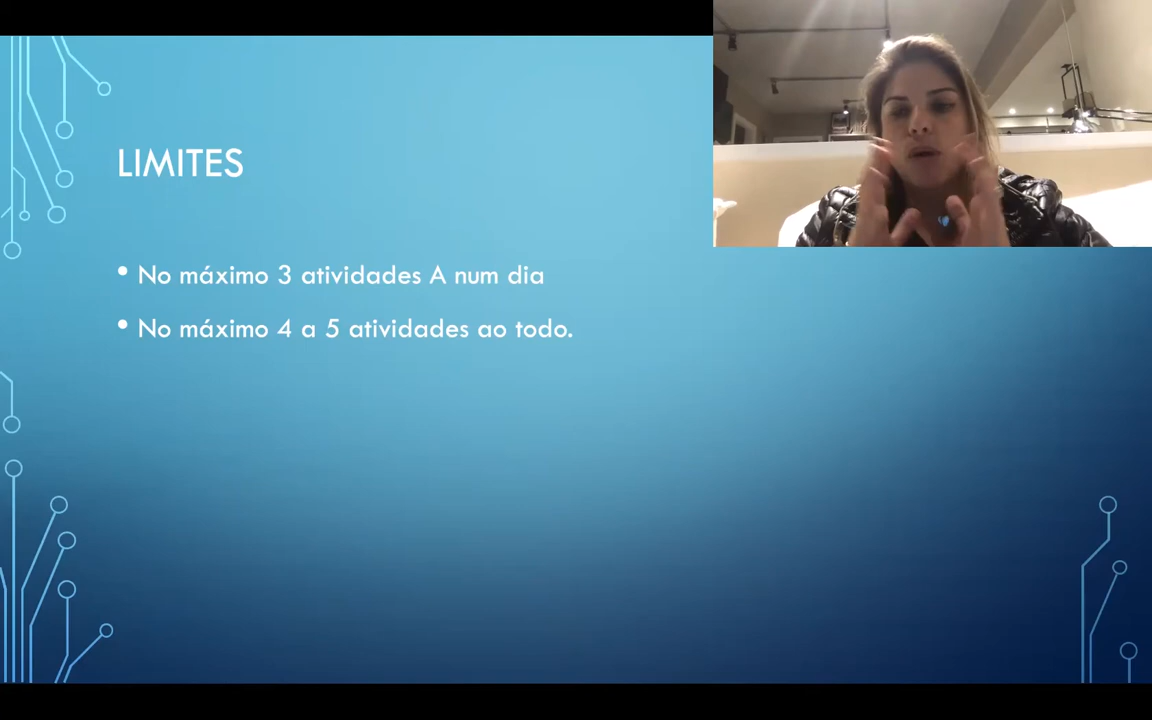 LIMITES
• No máximo 3 atividades A num dia
• No máximo 4 a 5 atividades ao todo.